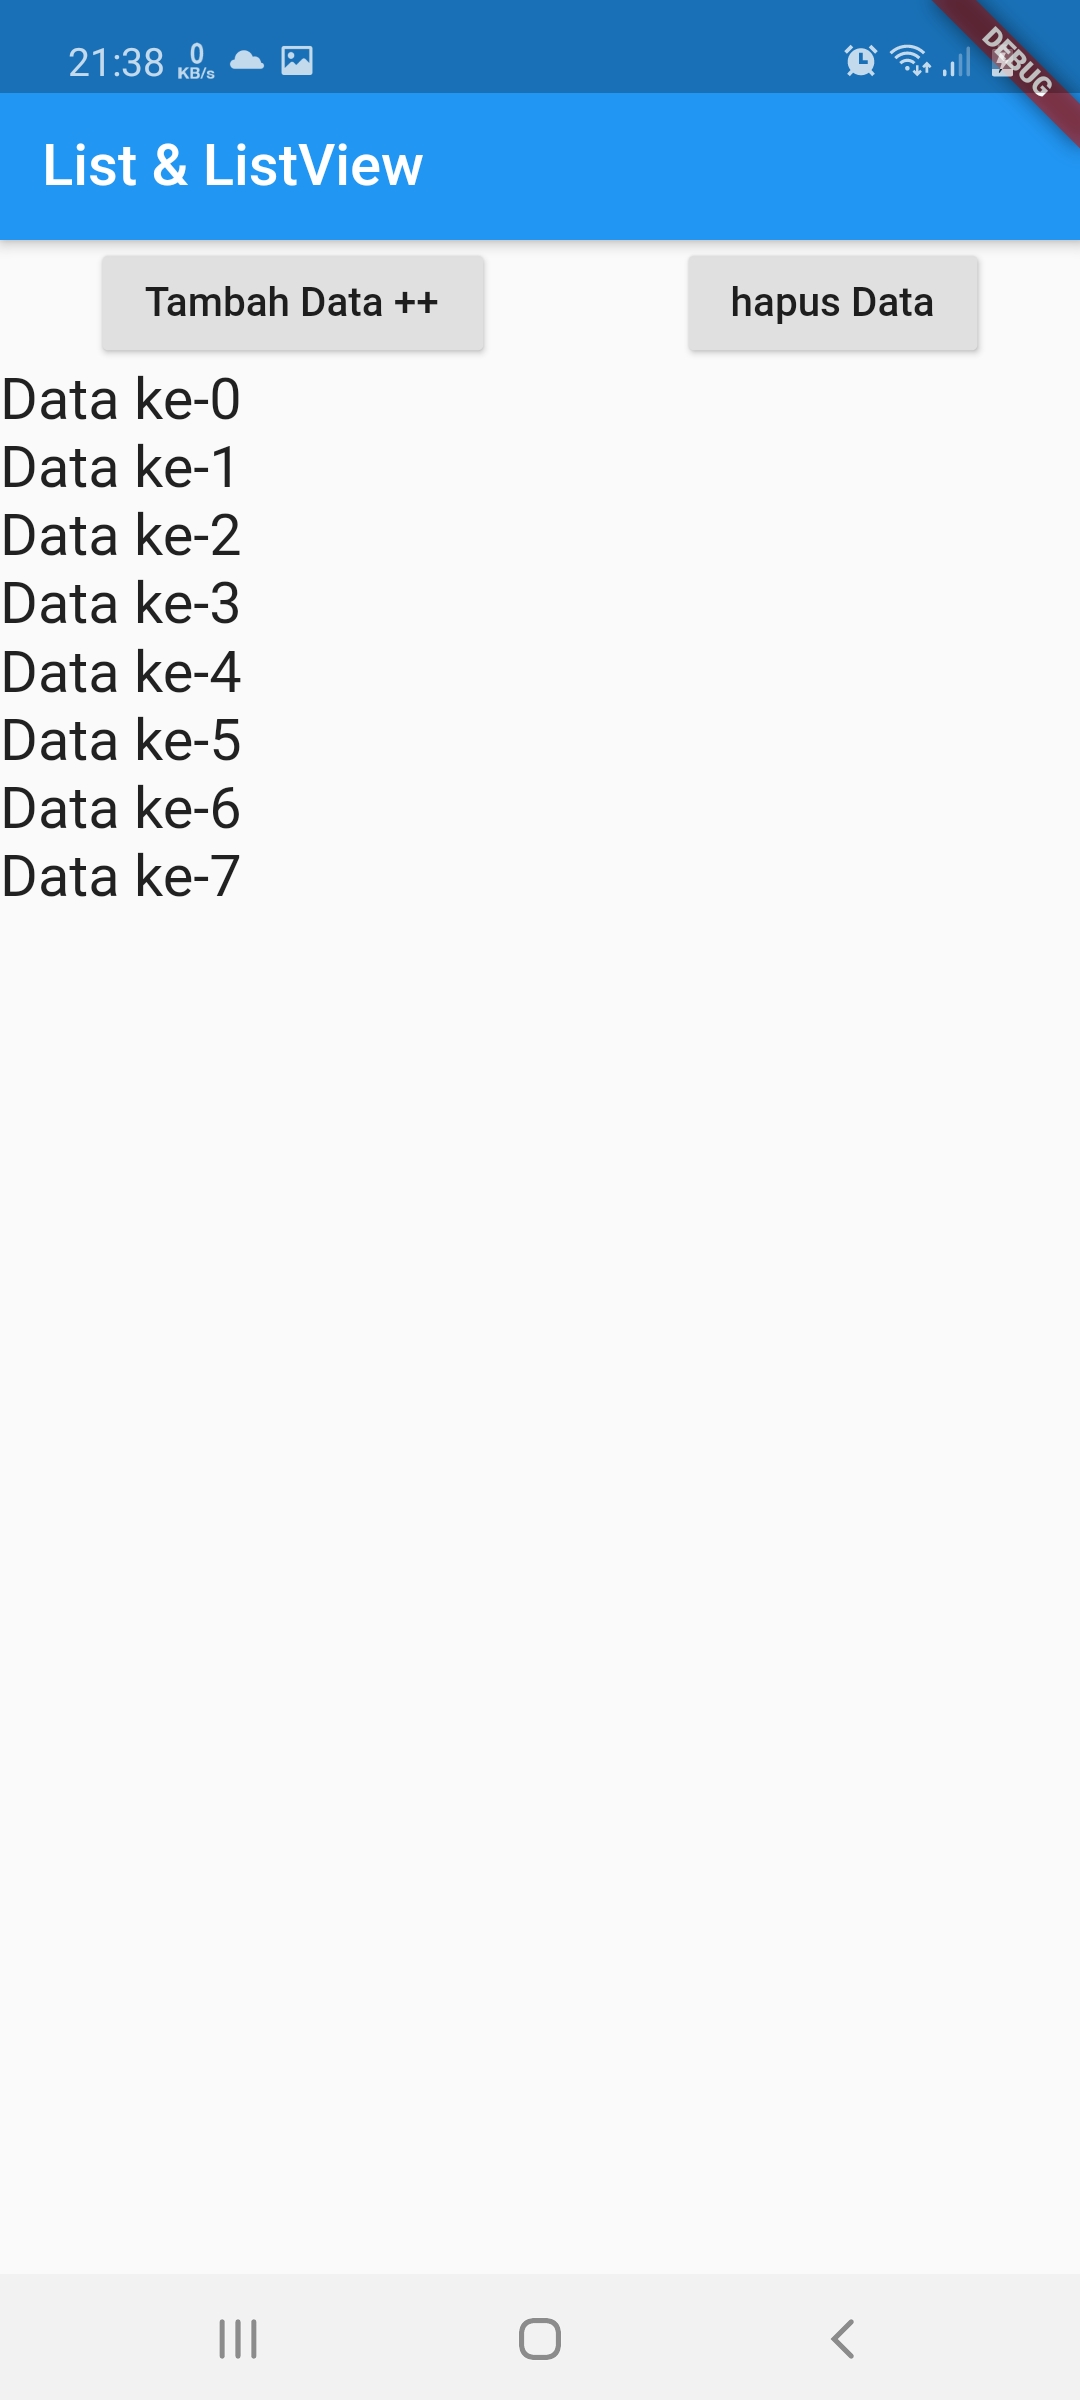 21:38 0 KB/s
DEBUG
List & ListView
Tambah Data ++ hapus Data
Data ke-0
Data ke-1
Data ke-2
Data ke-3
Data ke-4
Data ke-5
Data ke-6
Data ke-7